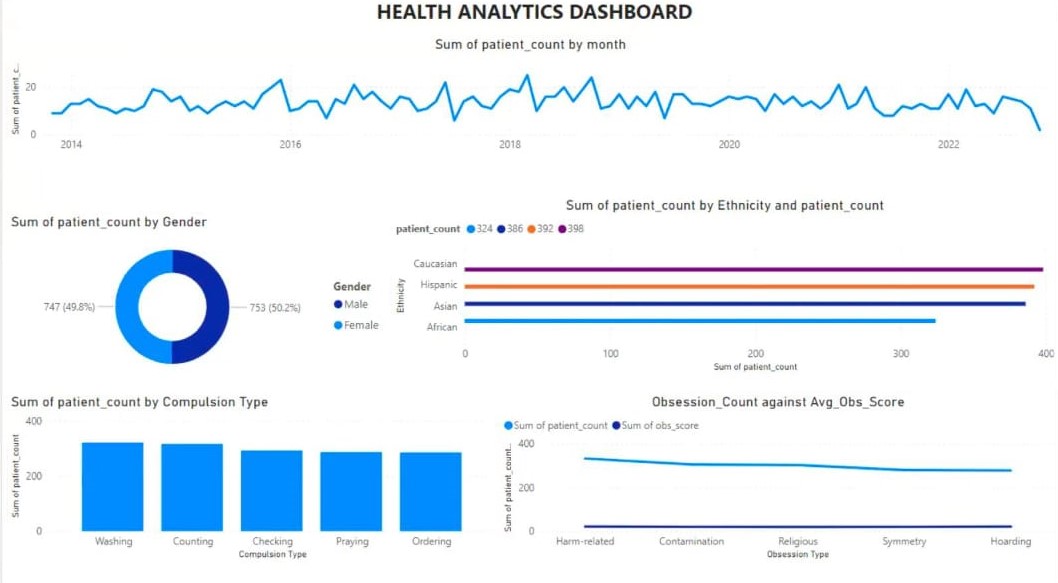 HEALTH ANALYTICS DASHBOARD
Sum of patient_count by month
Sum of patient_c...
20
0
2014 2016 2018 2020 2022
Sum of patient_count by Gender
747 (49.8%)
753 (50.2%)
Gender
Male
Female
Sum of patient_count by Ethnicity and patient_count
patient_count 324 386 392 398
Ethnicity
Caucasian
Hispanic
Asian
African
0 100 200 300 400
Sum of patient_count
Sum of patient_count by Compulsion Type
Sum of patient_count
400
200
0
Washing Counting Checking Praying Ordering
Compulsion Type
Obsession_Count against Avg_Obs_Score
Sum of patient_count Sum of obs_score
Sum of patient_count...
400
200
0
Harm-related Contamination Religious Symmetry Hoarding
Obsession Type